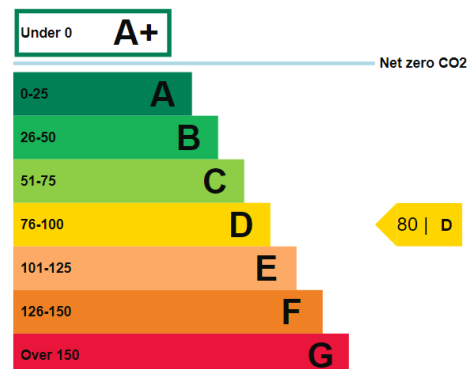 Under 0 A+
Net zero CO2
0-25 A
26-50 B
51-75 C
76-100 D
80 | D
101-125 E
126-150 F
Over 150 G